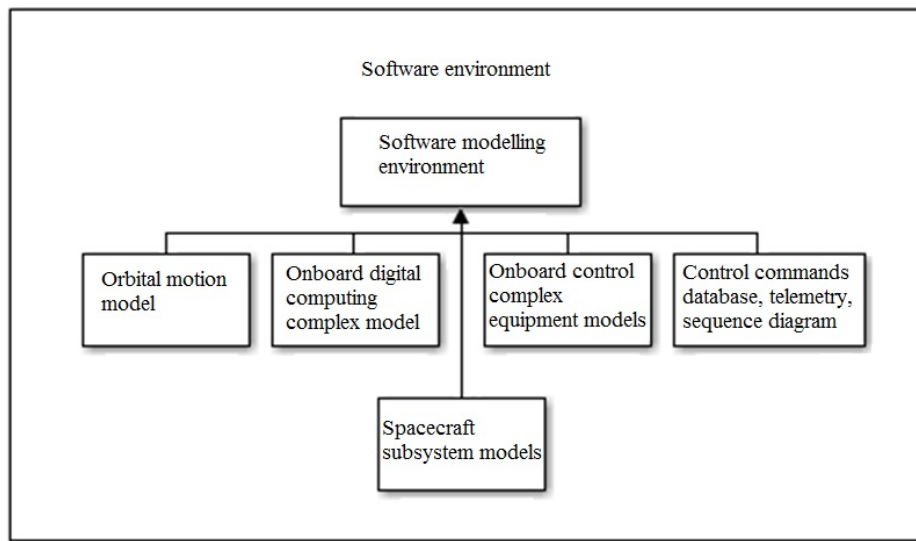 Software environment
Software modelling
environment
Orbital motion
model
Onboard digital
computing
complex model
Onboard control
complex
equipment models
Control commands
database, telemetry,
sequence diagram
Spacecraft
subsystem models